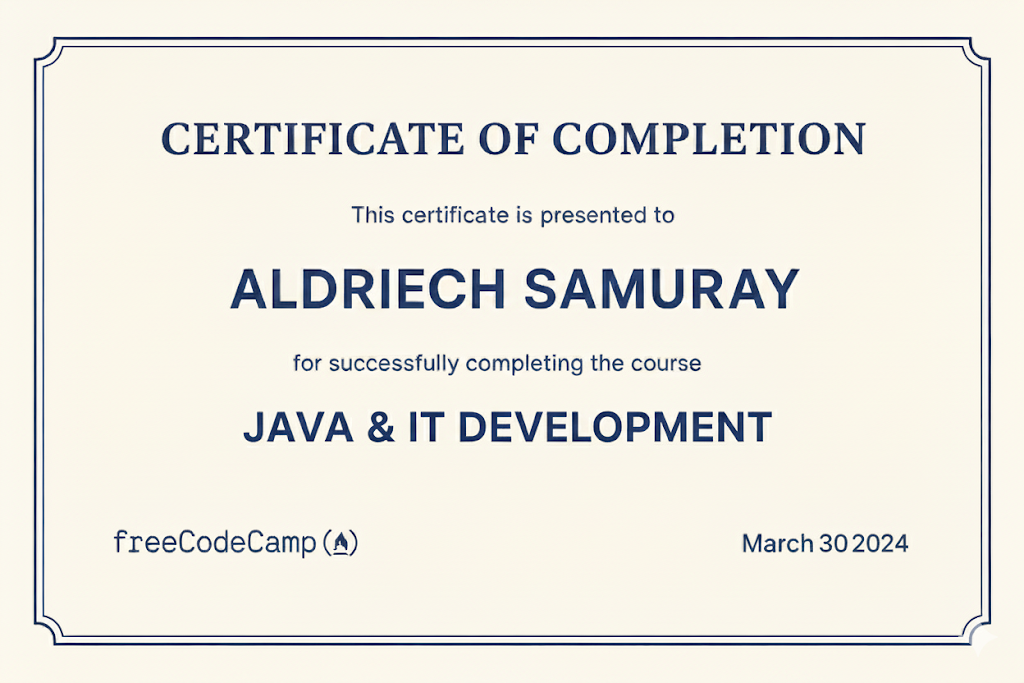 CERTIFICATE OF COMPLETION
This certificate is presented to
ALDRIECH SAMURAY
for successfully completing the course
JAVA & IT DEVELOPMENT
freeCodeCamp
March 30 2024